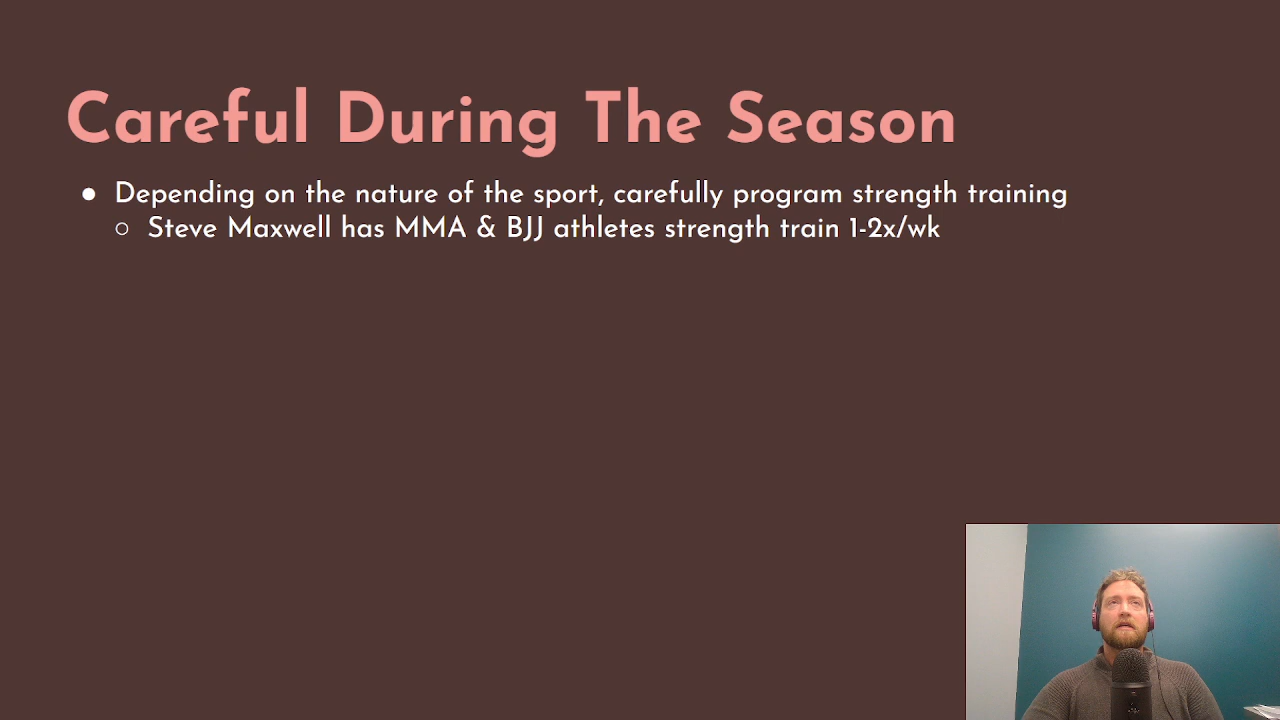 Careful During The Season
● Depending on the nature of the sport, carefully program strength training
○ Steve Maxwell has MMA & BJJ athletes strength train 1-2x/wk